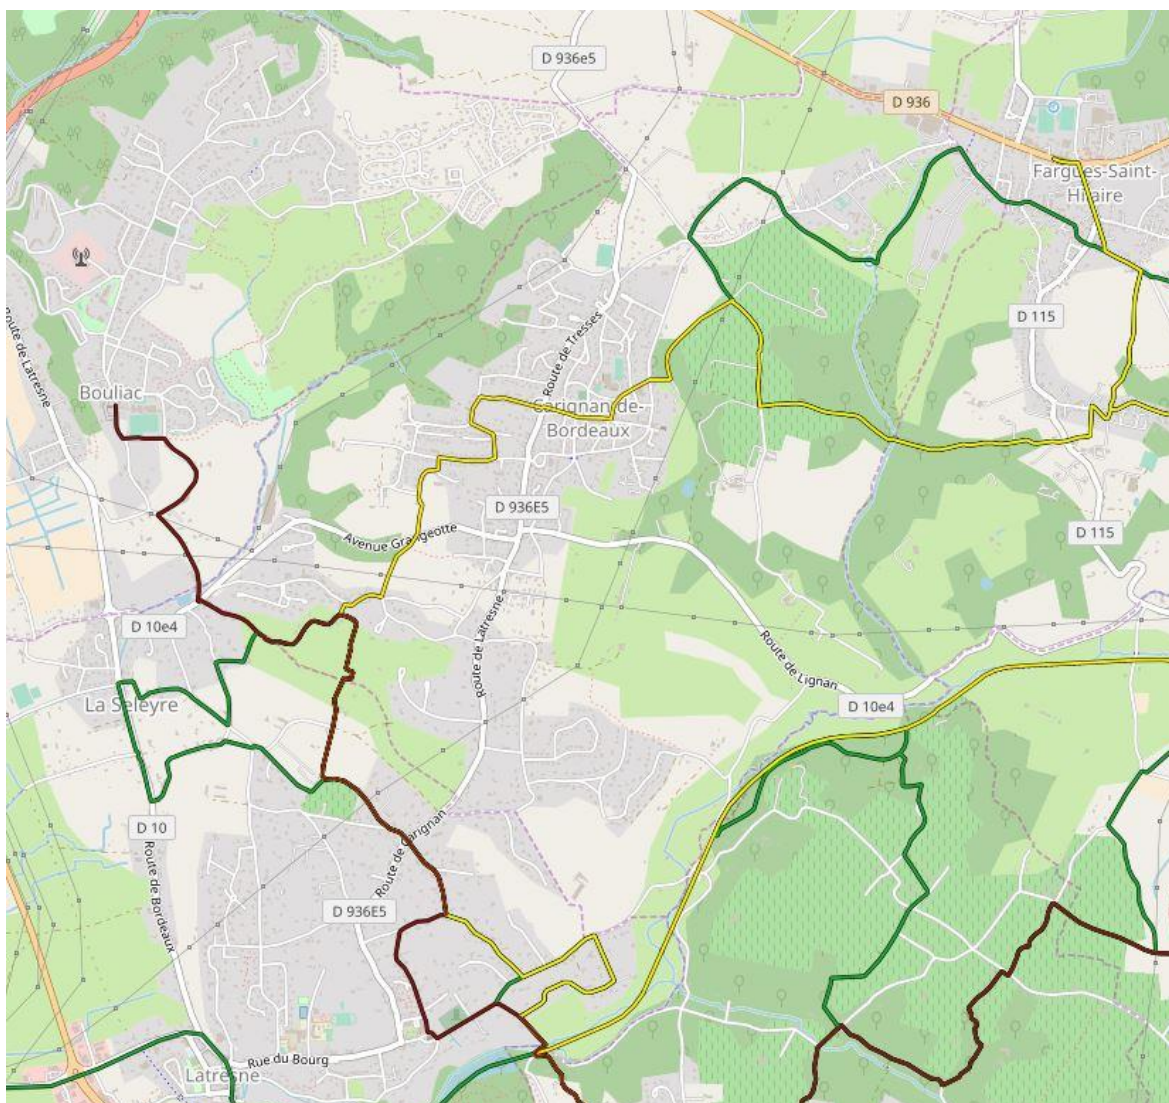 D 936e5
D 936
Fargues-Saint-
Hilaire
Route de Latresne
D 115
Route de Tresses
Bouliac
Carignan-de-
Bordeaux
D 936E5
Avenue Grangeotte
D 115
Route de Latresne
D 10e4
Route de Lignan
La Seleyre
D 10e4
D 10
Route de Carignan
Route de Bordeaux
D 936E5
Rue du Bourg
Latresne